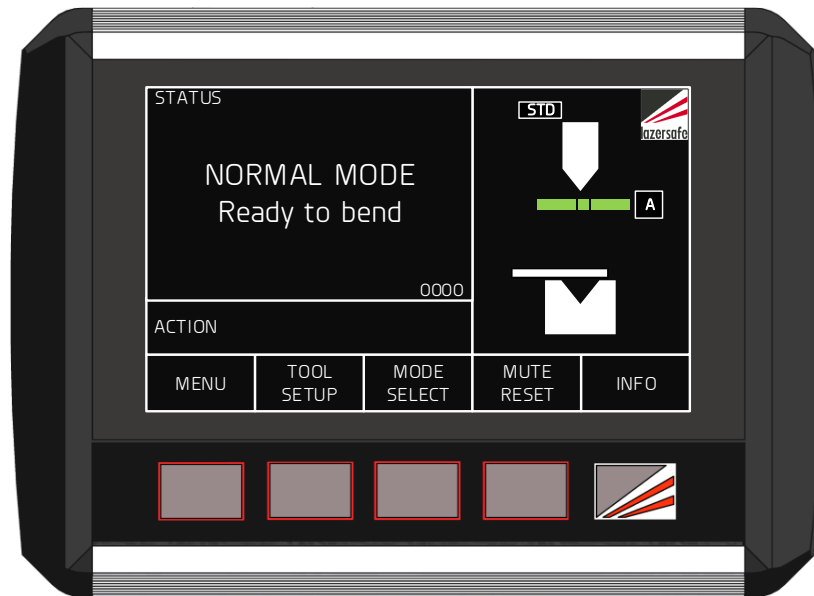 STATUS
STD
lazersafe
NORMAL MODE
Ready to bend
A
0000
ACTION
MENU
TOOL
SETUP
MODE
SELECT
MUTE
RESET
INFO